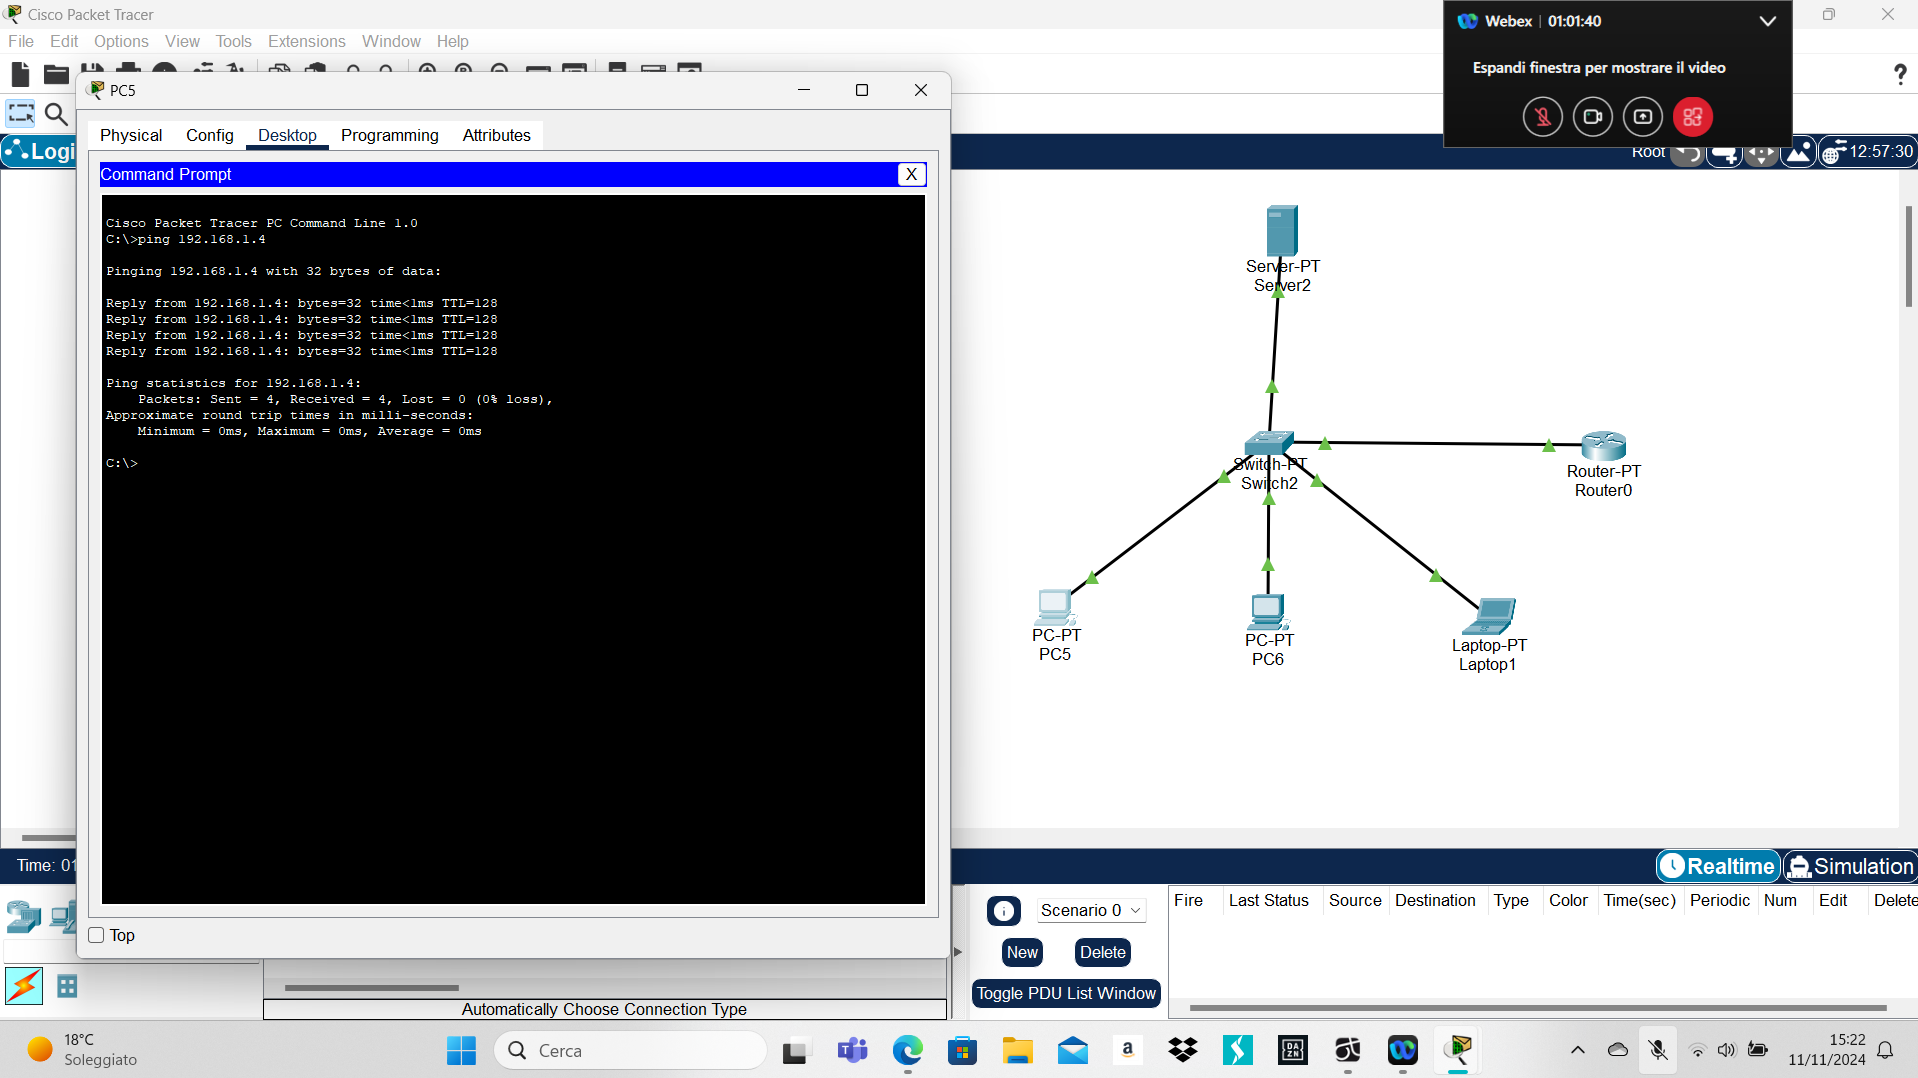 Cisco Packet Tracer
File Edit Options View Tools Extensions Window Help
Webex | 01:01:40
Espandi finestra per mostrare il video
?
PC5
Physical Config Desktop Programming Attributes
Logi
Root
12:57:30
Command Prompt
X
Cisco Packet Tracer PC Command Line 1.0
C:\>ping 192.168.1.4
Pinging 192.168.1.4 with 32 bytes of data:
Reply from 192.168.1.4: bytes=32 time<1ms TTL=128
Reply from 192.168.1.4: bytes=32 time<1ms TTL=128
Reply from 192.168.1.4: bytes=32 time<1ms TTL=128
Reply from 192.168.1.4: bytes=32 time<1ms TTL=128
Ping statistics for 192.168.1.4:
Packets: Sent = 4, Received = 4, Lost = 0 (0% loss),
Approximate round trip times in milli-seconds:
Minimum = 0ms, Maximum = 0ms, Average = 0ms
C:\>
Server-PT
Server2
Switch-PT
Switch2
Router-PT
Router0
PC-PT
PC5
PC-PT
PC6
Laptop-PT
Laptop1
Time: 01
Realtime
Simulation
Top
Scenario 0
New
Delete
Toggle PDU List Window
Fire Last Status Source Destination Type Color Time(sec) Periodic Num Edit Delete
Automatically Choose Connection Type
18°C
Soleggiato
Cerca
a
DA
ZN
15:22
11/11/2024